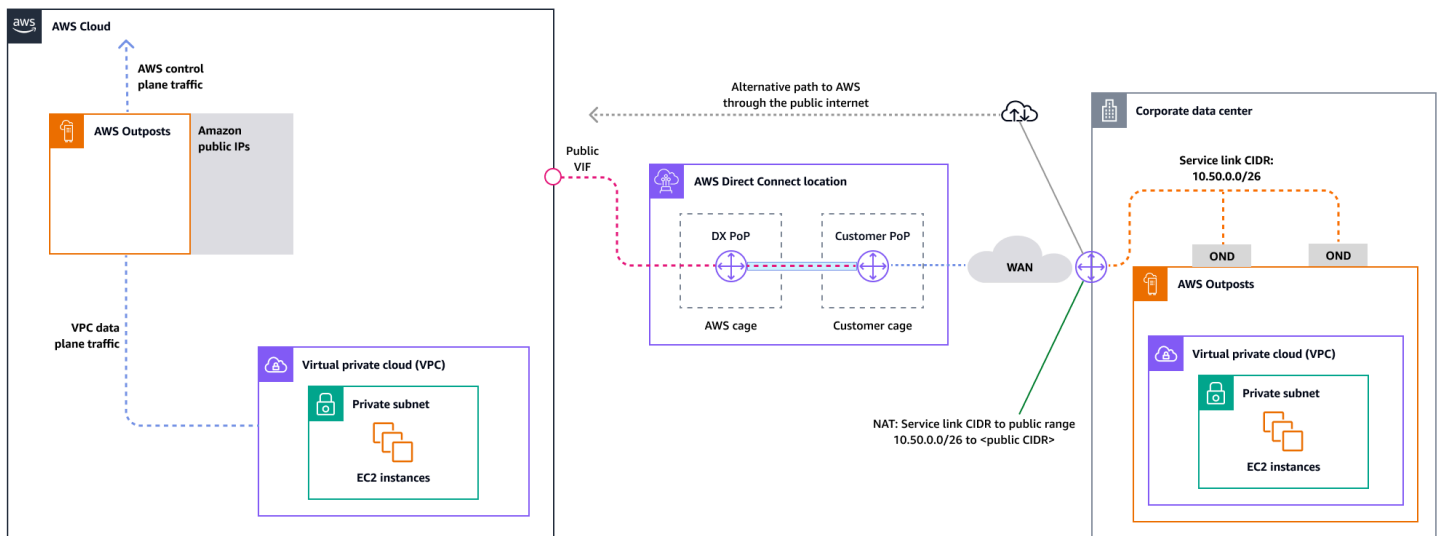 aws
AWS Cloud
AWS control
plane traffic
AWS Outposts
Amazon
public IPs
VPC data
plane traffic
Virtual private cloud (VPC)
Private subnet
EC2 instances
Public
VIF
Alternative path to AWS
through the public internet
AWS Direct Connect location
DX PoP
Customer PoP
AWS cage
Customer cage
WAN
NAT: Service link CIDR to public range
10.50.0.0/26 to <public CIDR>
Corporate data center
Service link CIDR:
10.50.0.0/26
OND
OND
AWS Outposts
Virtual private cloud (VPC)
Private subnet
EC2 instances